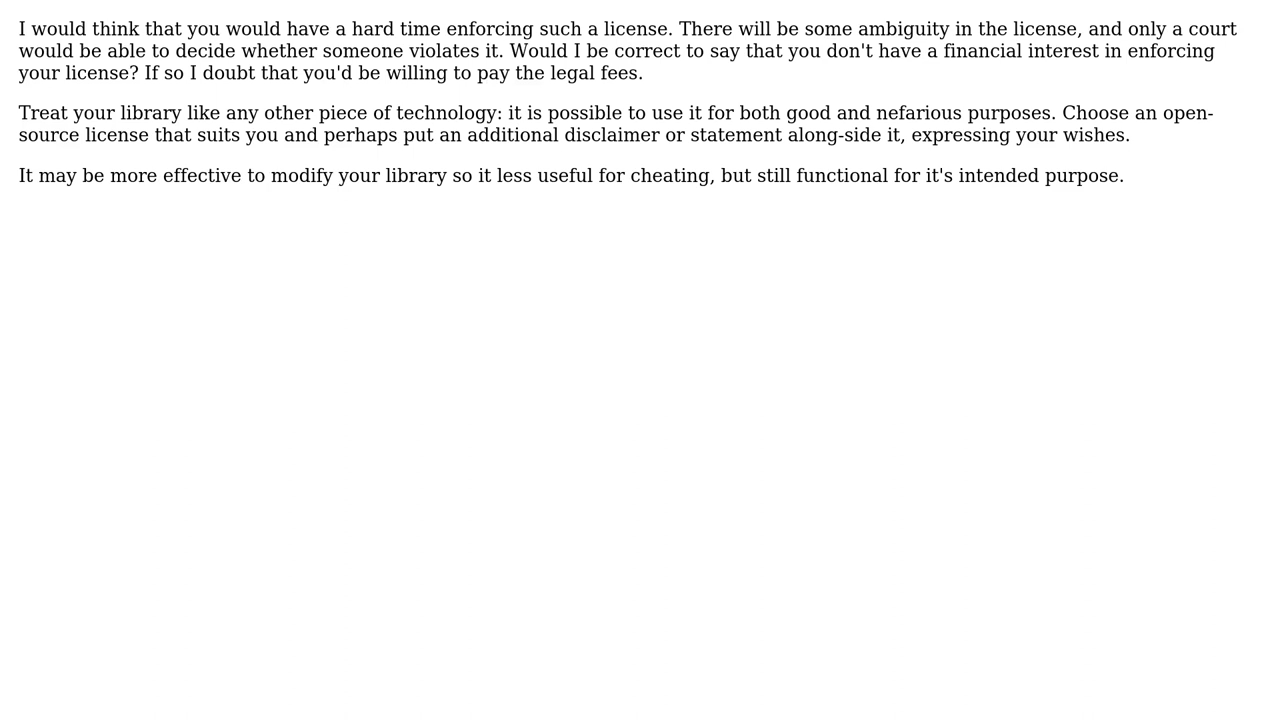 I would think that you would have a hard time enforcing such a license. There will be some ambiguity in the license, and only a court
would be able to decide whether someone violates it. Would I be correct to say that you don't have a financial interest in enforcing
your license? If so I doubt that you'd be willing to pay the legal fees.
Treat your library like any other piece of technology: it is possible to use it for both good and nefarious purposes. Choose an open-
source license that suits you and perhaps put an additional disclaimer or statement along-side it, expressing your wishes.
It may be more effective to modify your library so it less useful for cheating, but still functional for it's intended purpose.